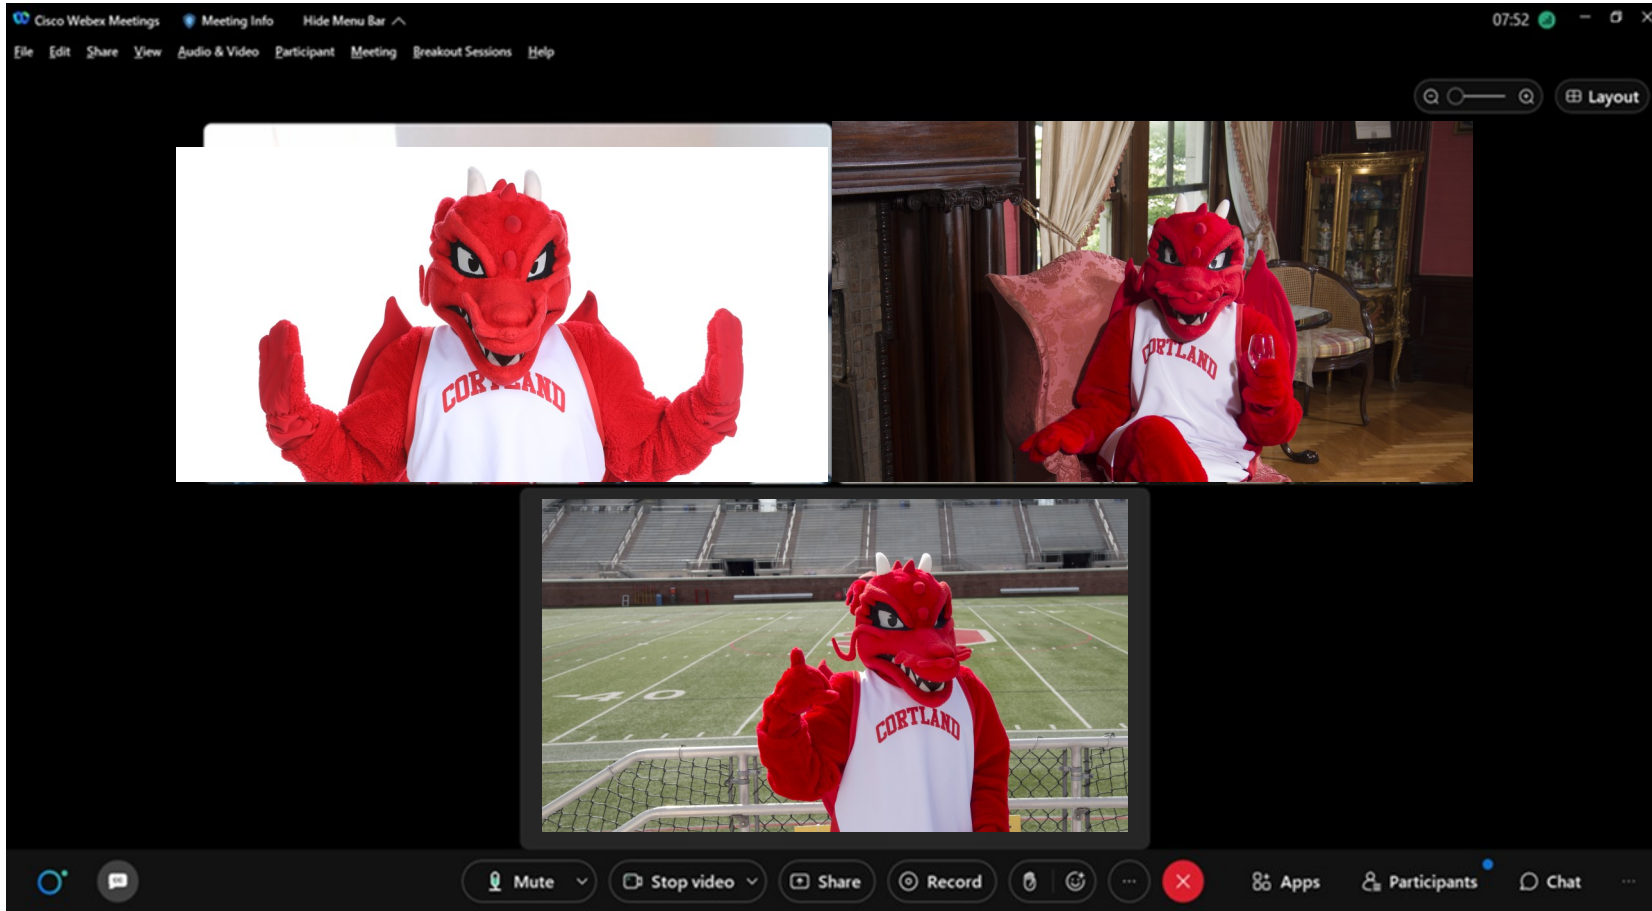 Cisco Webex Meetings Meeting Info Hide Menu Bar 07:52
File Edit Share View Audio & Video Participant Meeting Breakout Sessions Help
Layout
CORTLAND
CORTLAND
40
CORTLAND
Mute Stop video Share Record Apps Participants Chat